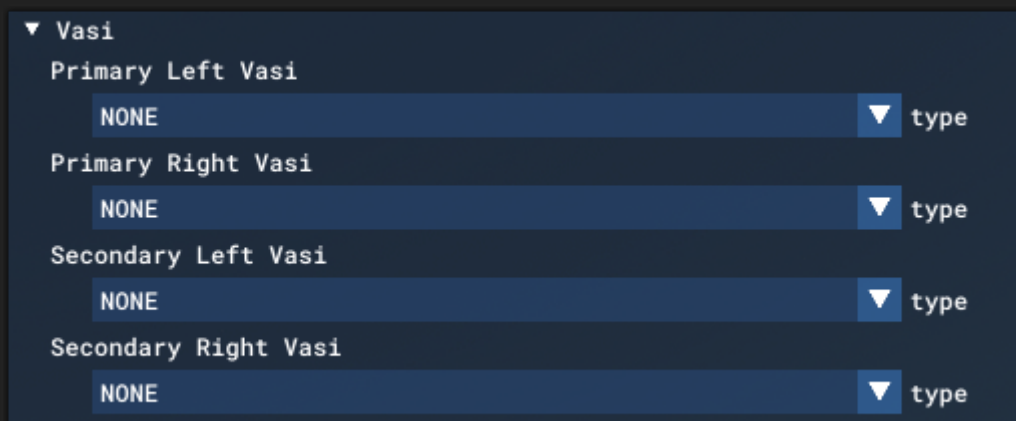 Vasi
Primary Left Vasi
NONE type
Primary Right Vasi
NONE type
Secondary Left Vasi
NONE type
Secondary Right Vasi
NONE type